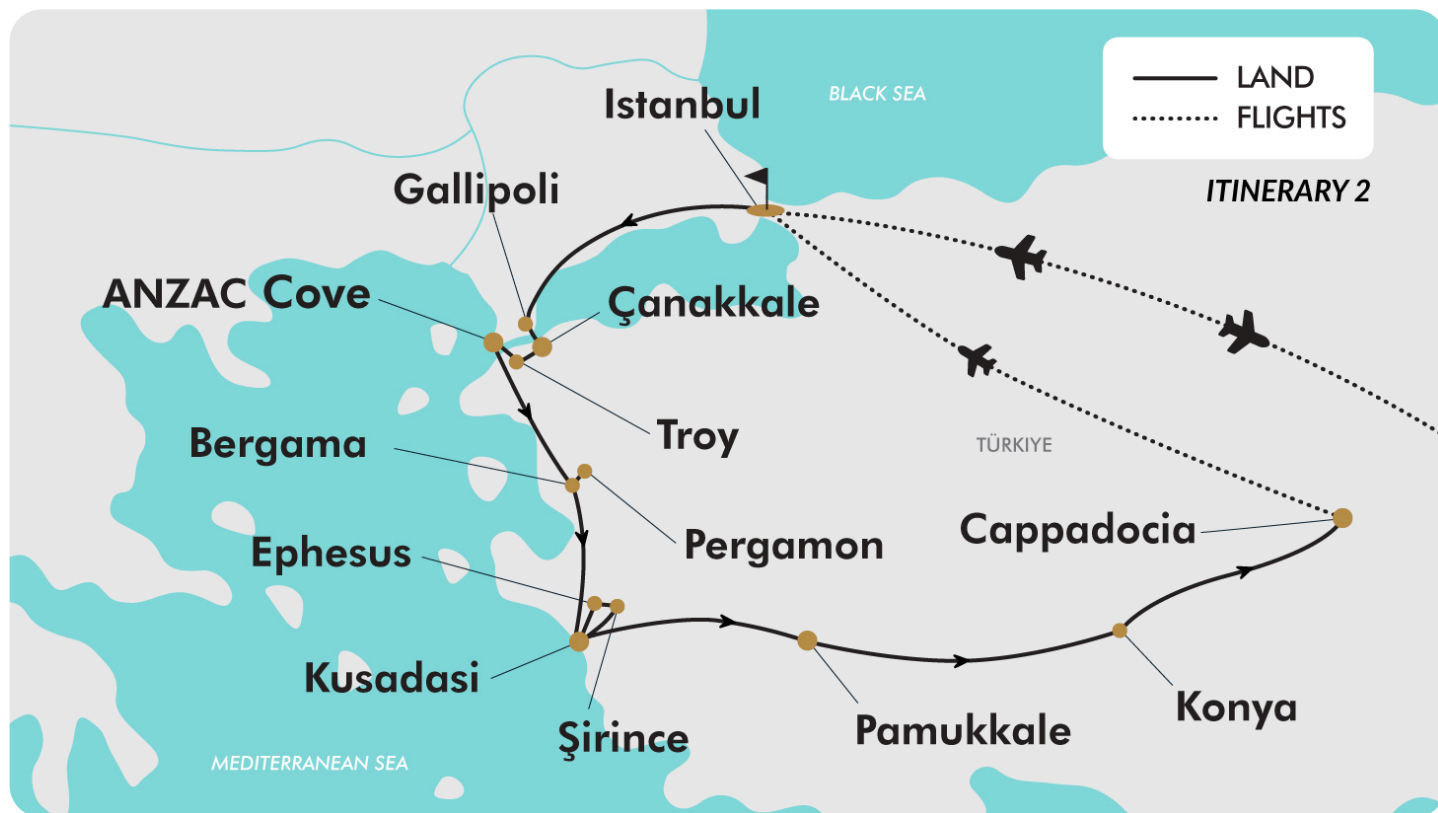 BLACK SEA
LAND
FLIGHTS
Istanbul
ITINERARY 2
Gallipoli
ANZAC Cove
Çanakkale
Troy
Bergama
TÜRKIYE
Cappadocia
Pergamon
Ephesus
Kusadasi
Şirince
Pamukkale
Konya
MEDITERRANEAN SEA